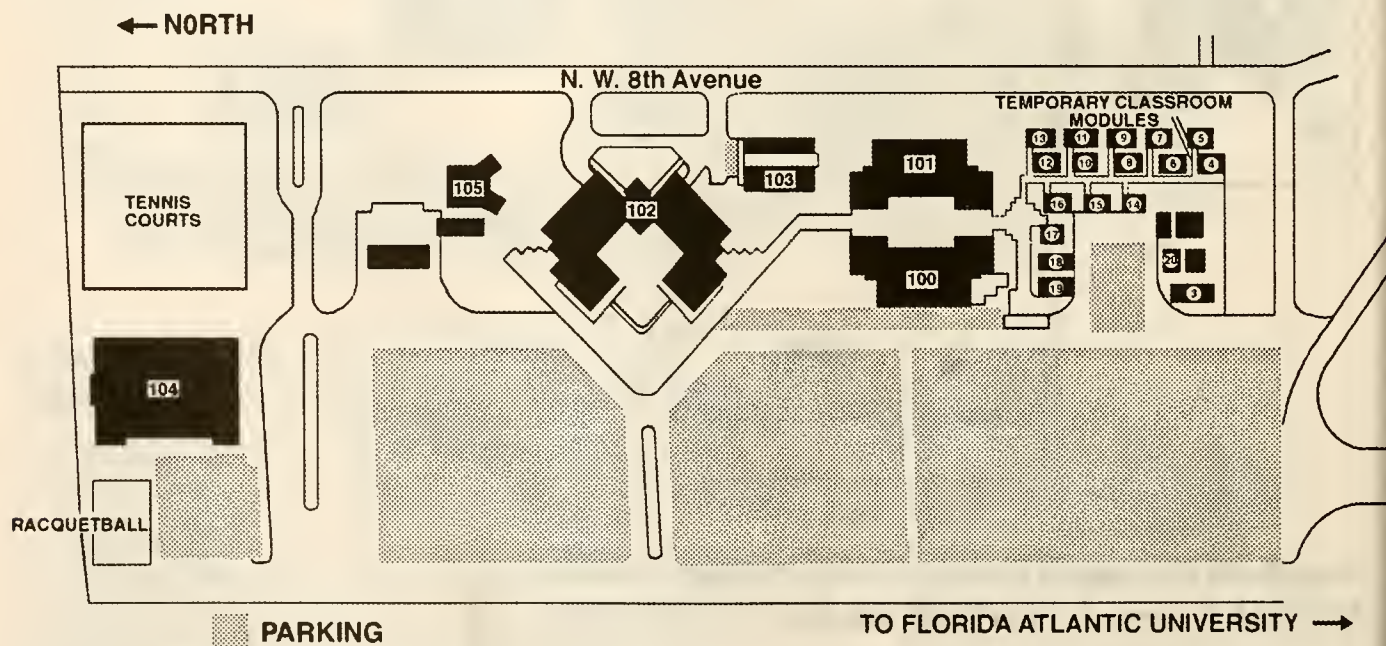 ← NORTH
N. W. 8th Avenue
TEMPORARY CLASSROOM
MODULES
13 11 9 7 5
12 10 8 6 4
TENNIS
COURTS
105
102
103
101
16 15 14
17
100
18
20
19
3
104
RACQUETBALL
PARKING
TO FLORIDA ATLANTIC UNIVERSITY →